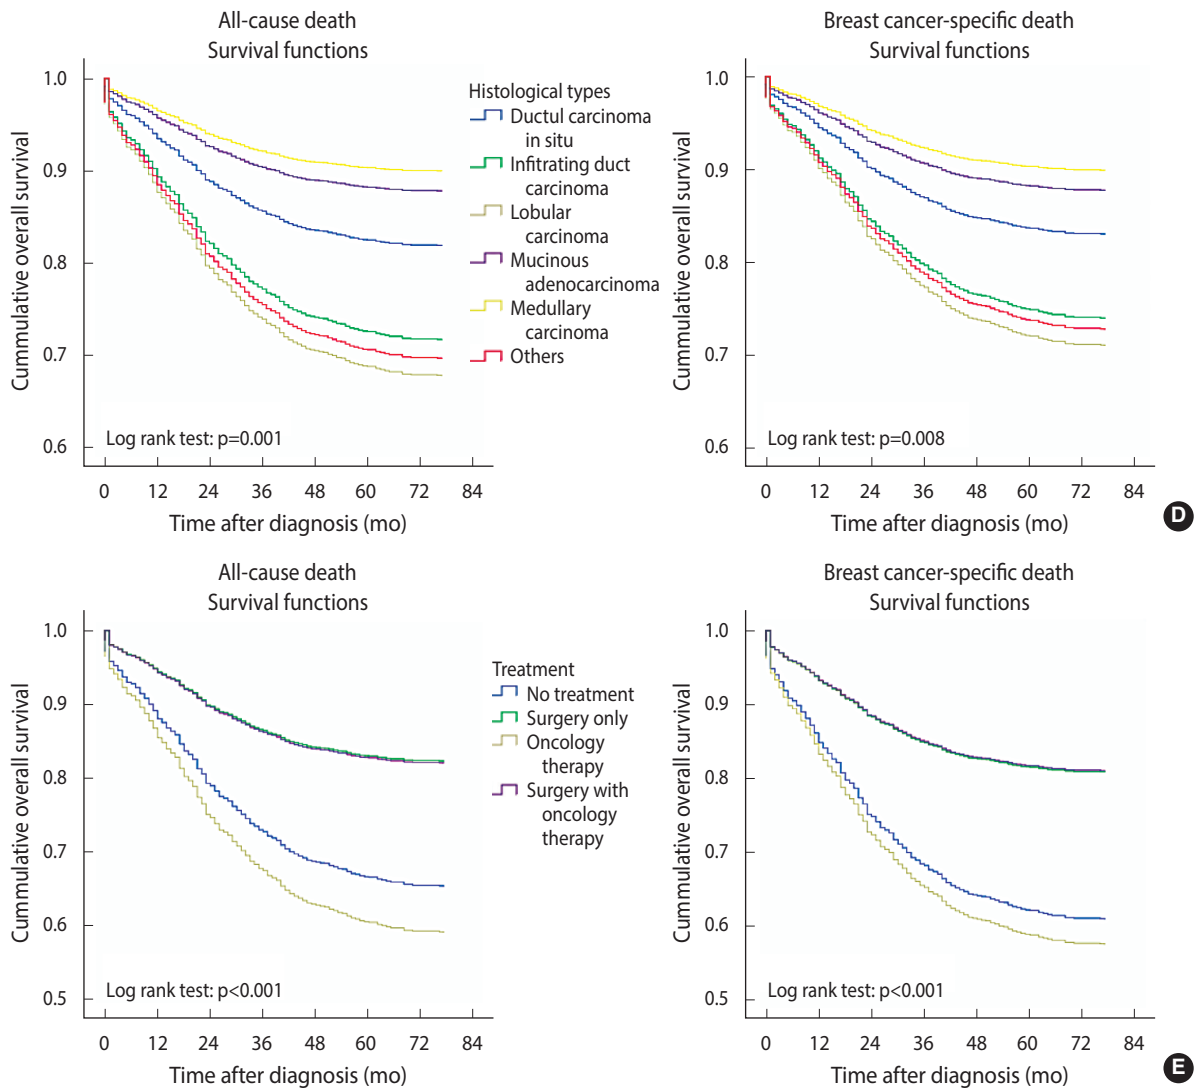 All-cause death
Survival functions
Cummulative overall survival
1.0
0.9
0.8
0.7
0.6
Log rank test: p=0.001
0 12 24 36 48 60 72 84
Time after diagnosis (mo)
Histological types
Ductul carcinoma
in situ
Infitrating duct
carcinoma
Lobular
carcinoma
Mucinous
adenocarcinoma
Medullary
carcinoma
Others
Breast cancer-specific death
Survival functions
Cummulative overall survival
1.0
0.9
0.8
0.7
0.6
Log rank test: p=0.008
0 12 24 36 48 60 72 84
Time after diagnosis (mo)
D
All-cause death
Survival functions
Cummulative overall survival
1.0
0.9
0.8
0.7
0.6
0.5
Log rank test: p<0.001
0 12 24 36 48 60 72 84
Time after diagnosis (mo)
Treatment
No treatment
Surgery only
Oncology
therapy
Surgery with
oncology
therapy
Breast cancer-specific death
Survival functions
Cummulative overall survival
1.0
0.9
0.8
0.7
0.6
0.5
Log rank test: p<0.001
0 12 24 36 48 60 72 84
Time after diagnosis (mo)
E